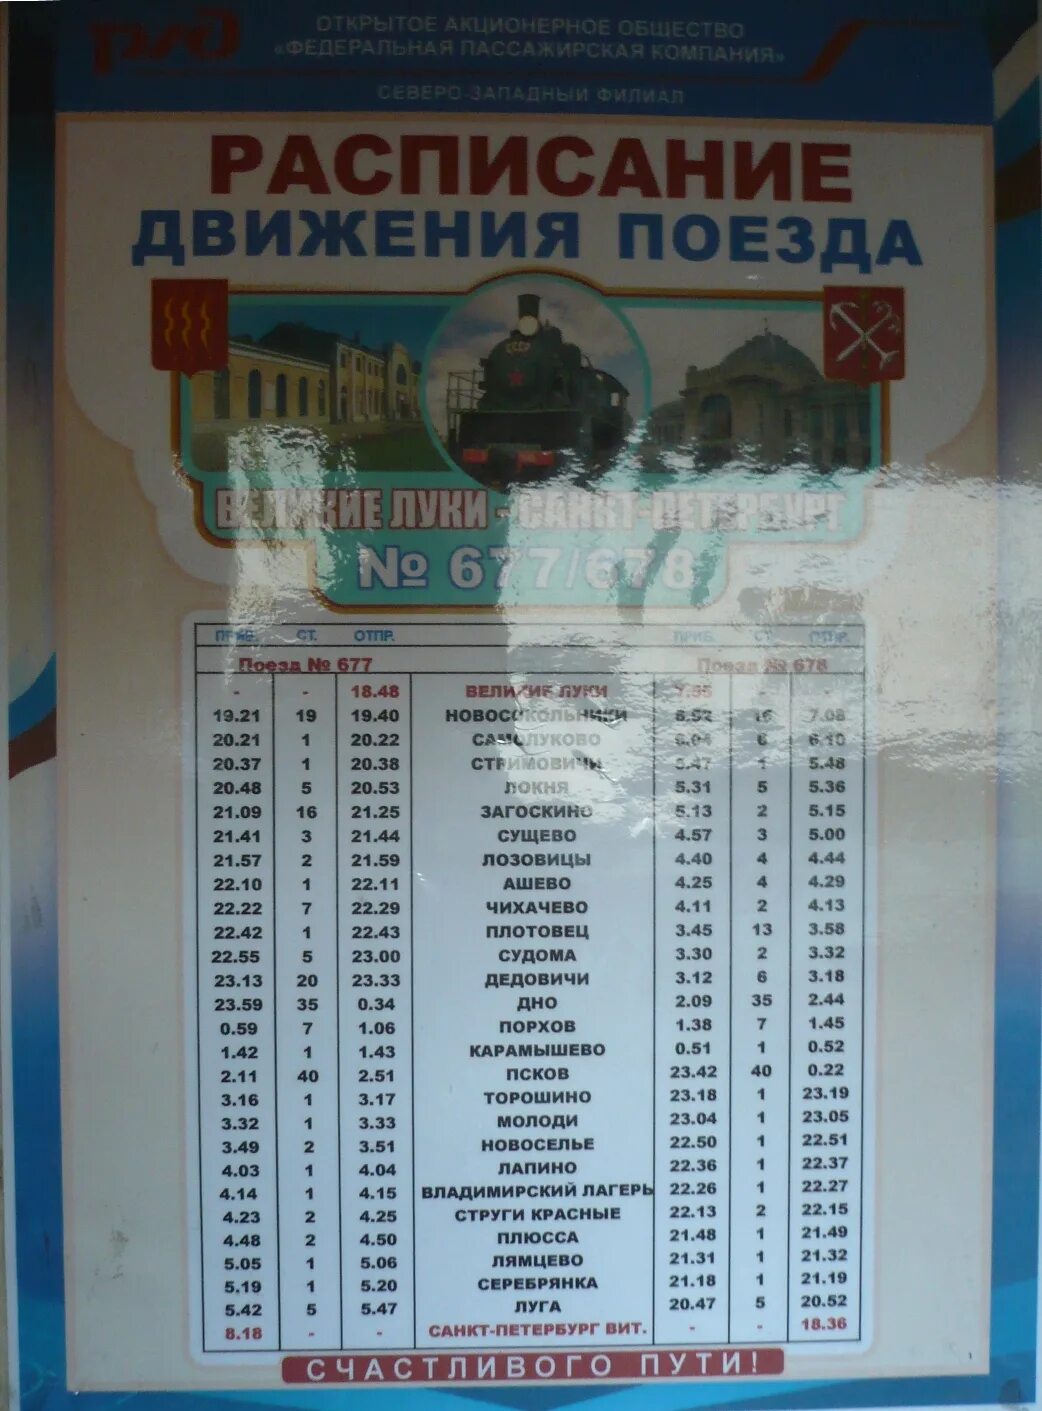 ОТКРЫТОЕ АКЦИОНЕРНОЕ ОБЩЕСТВО
«ФЕДЕРАЛЬНАЯ ПАССАЖИРСКАЯ КОМПАНИЯ»
СЕВЕРО-ЗАПАДНЫЙ ФИЛИАЛ
РАСПИСАНИЕ
ДВИЖЕНИЯ ПОЕЗДА
СССР
ВЕЛИКИЕ ЛУКИ - САНКТ-ПЕТЕРБУРГ
№ 677/678
ПРИБ. СТ. ОТПР. ПРИБ. СТ. ОТПР.
Поезд № 677 Поезд № 678
- - 18.48 ВЕЛИКИЕ ЛУКИ - -
19.21 19 19.40 НОВОСОКОЛЬНИКИ 6.52 16 7.08
20.21 1 20.22 САМОЛУКОВО 6.04 6 6.10
20.37 1 20.38 СТРИМОВИЧИ 5.47 1 5.48
20.48 5 20.53 ЛОКНЯ 5.31 5 5.36
21.09 16 21.25 ЗАГОСКИНО 5.13 2 5.15
21.41 3 21.44 СУЩЕВО 4.57 3 5.00
21.57 2 21.59 ЛОЗОВИЦЫ 4.40 4 4.44
22.10 1 22.11 АШЕВО 4.25 4 4.29
22.22 7 22.29 ЧИХАЧЕВО 4.11 2 4.13
22.42 1 22.43 ПЛОТОВЕЦ 3.45 13 3.58
22.55 5 23.00 СУДОМА 3.30 2 3.32
23.13 20 23.33 ДЕДОВИЧИ 3.12 6 3.18
23.59 35 0.34 ДНО 2.09 35 2.44
0.59 7 1.06 ПОРХОВ 1.38 7 1.45
1.42 1 1.43 КАРАМЫШЕВО 0.51 1 0.52
2.11 40 2.51 ПСКОВ 23.42 40 0.22
3.16 1 3.17 ТОРОШИНО 23.18 1 23.19
3.32 1 3.33 МОЛОДИ 23.04 1 23.05
3.49 2 3.51 НОВОСЕЛЬЕ 22.50 1 22.51
4.03 1 4.04 ЛАПИНО 22.36 1 22.37
4.14 1 4.15 ВЛАДИМИРСКИЙ ЛАГЕРЬ 22.26 1 22.27
4.23 2 4.25 СТРУГИ КРАСНЫЕ 22.13 2 22.15
4.48 2 4.50 ПЛЮССА 21.48 1 21.49
5.05 1 5.06 ЛЯМЦЕВО 21.31 1 21.32
5.19 1 5.20 СЕРЕБРЯНКА 21.18 1 21.19
5.42 5 5.47 ЛУГА 20.47 5 20.52
8.18 - - САНКТ-ПЕТЕРБУРГ ВИТ. - - 18.36
СЧАСТЛИВОГО ПУТИ!